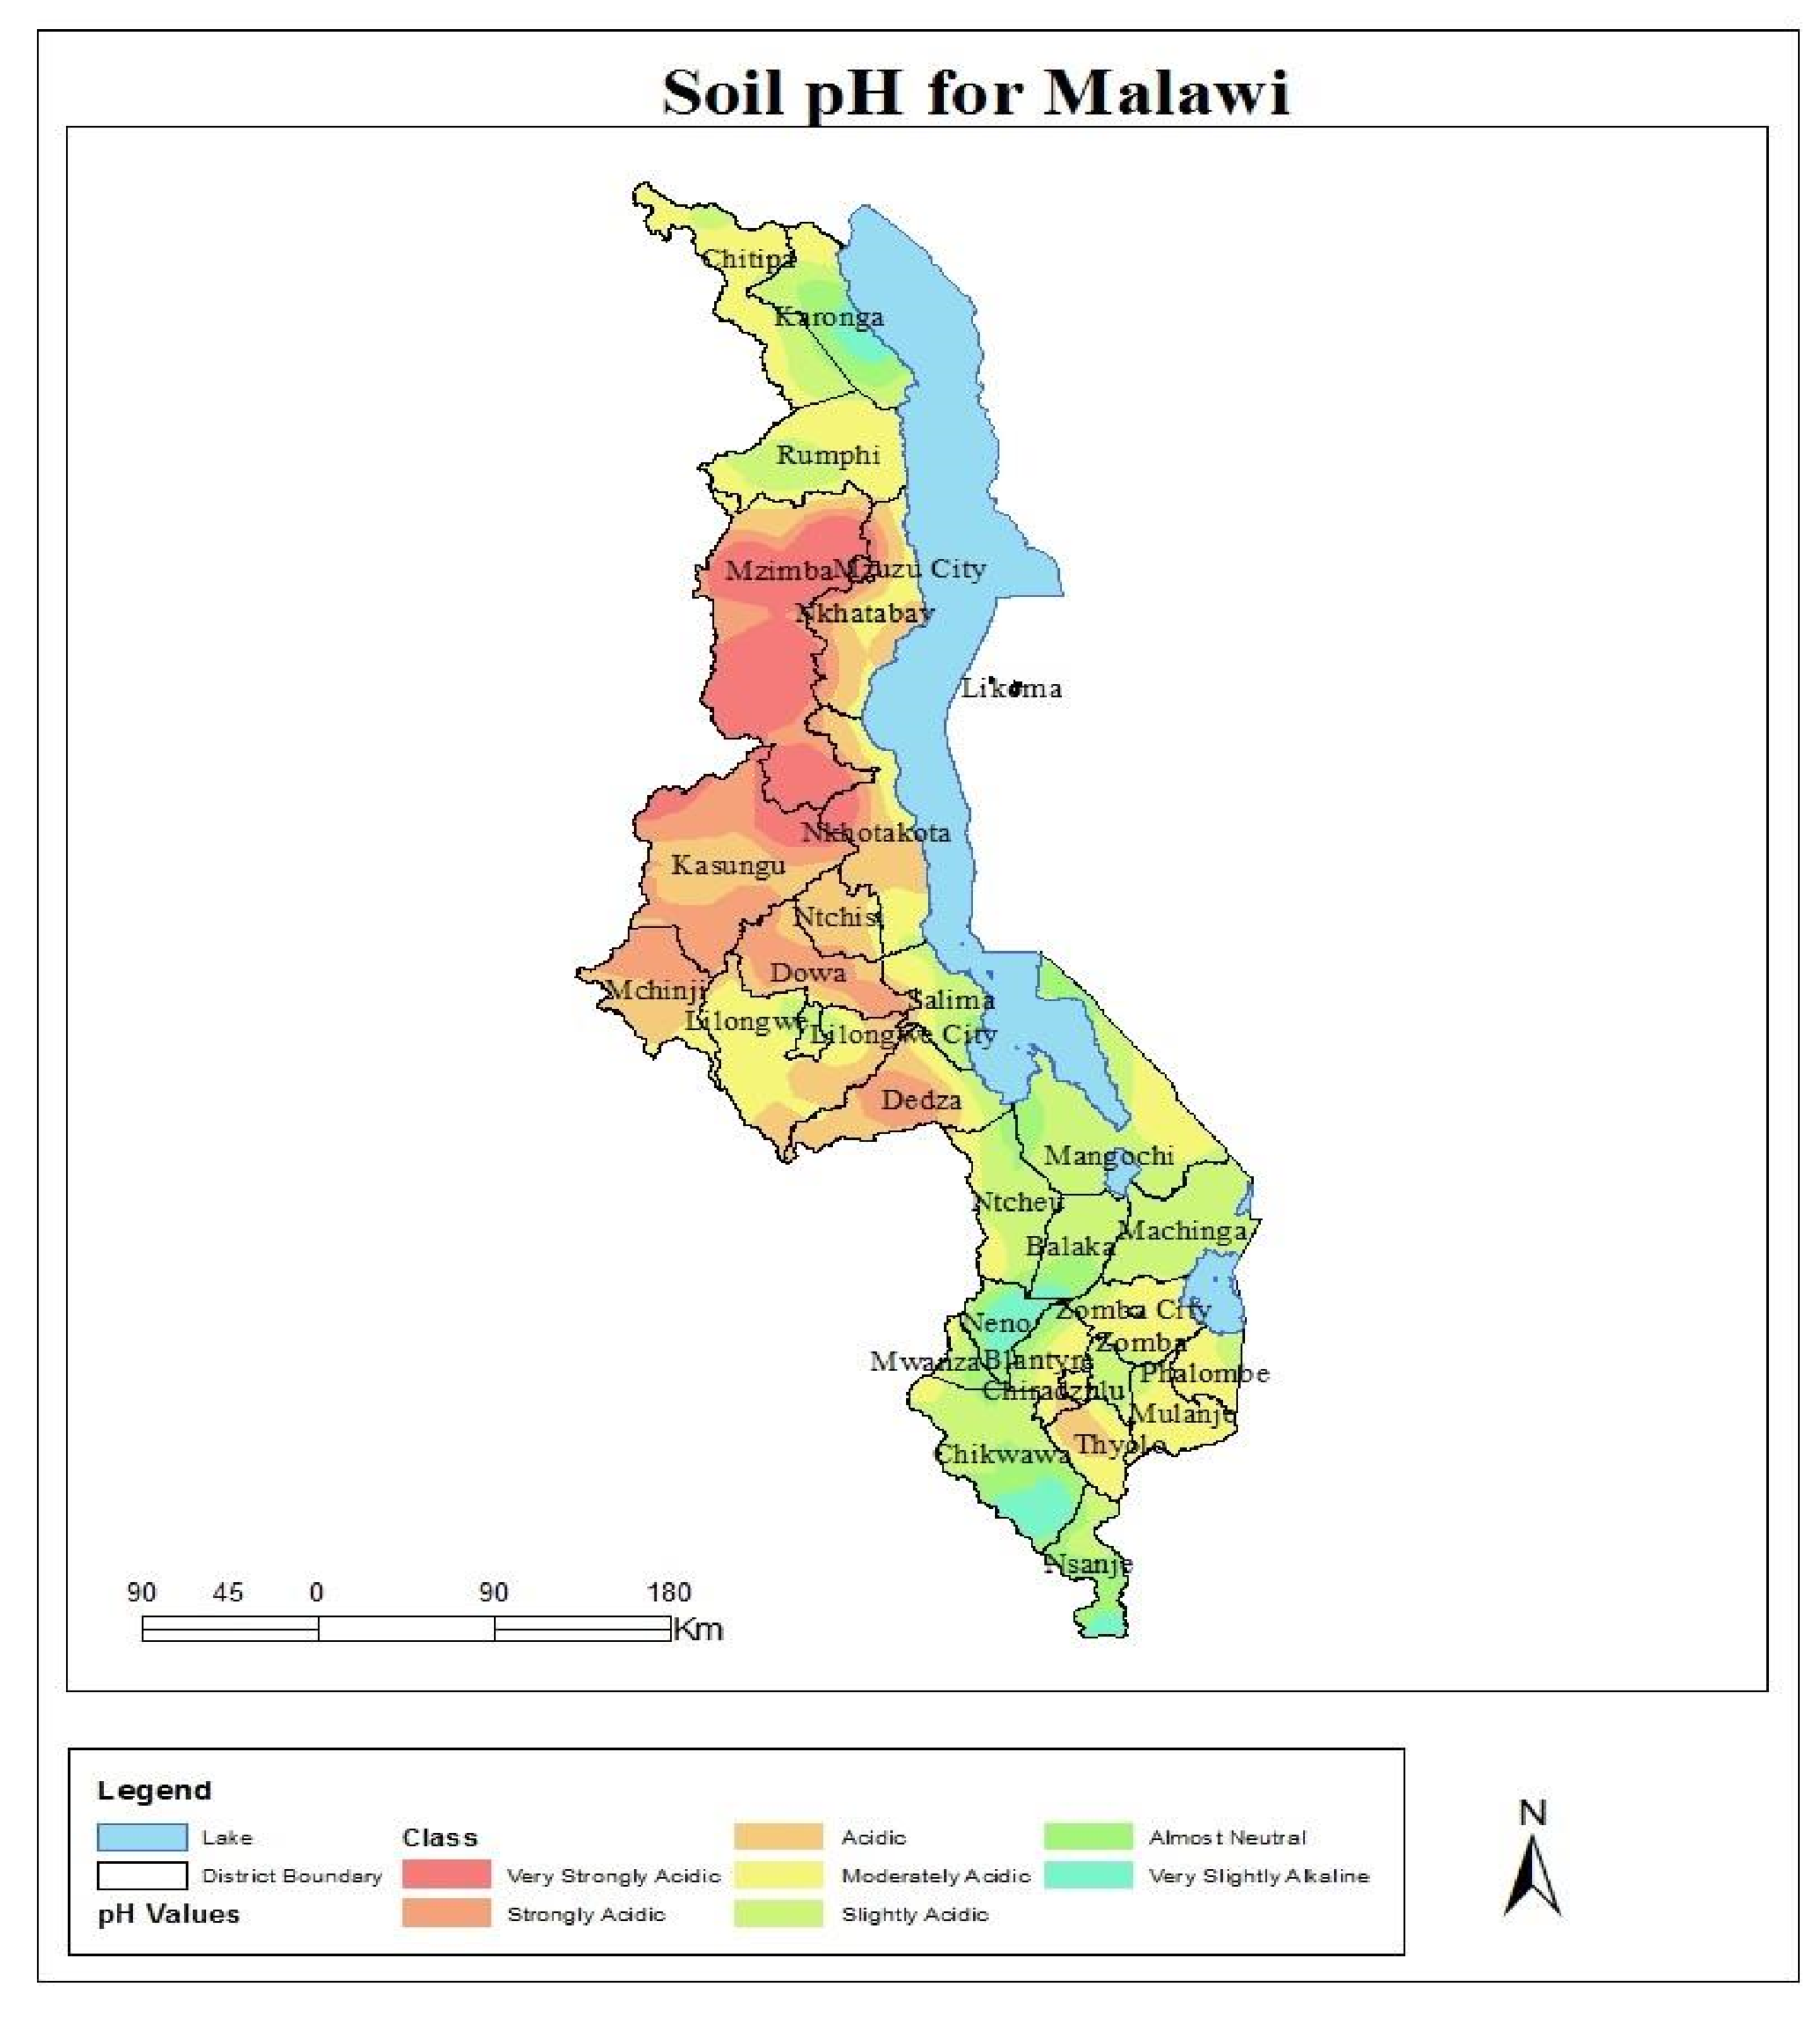 Soil pH for Malawi
Chitipa
Karonga
Rumphi
Mzimba
Mzuzu City
Nkhatabay
Likoma
Nkhotakota
Kasungu
Ntchisi
Dowa
Mchinji
Salima
Lilongwe
Lilongwe City
Dedza
Mangochi
Ntcheu
Machinga
Balaka
Zomba City
Neno
Zomba
Mwanza
Blantyre
Phalombe
Chiradzulu
Mulanje
Thyolo
Chikwawa
Nsanje
90 45 0 90 180
Km
Legend
Lake
District Boundary
pH Values
Class
Very Strongly Acidic
Strongly Acidic
Acidic
Moderately Acidic
Slightly Acidic
Almost Neutral
Very Slightly Alkaline
N